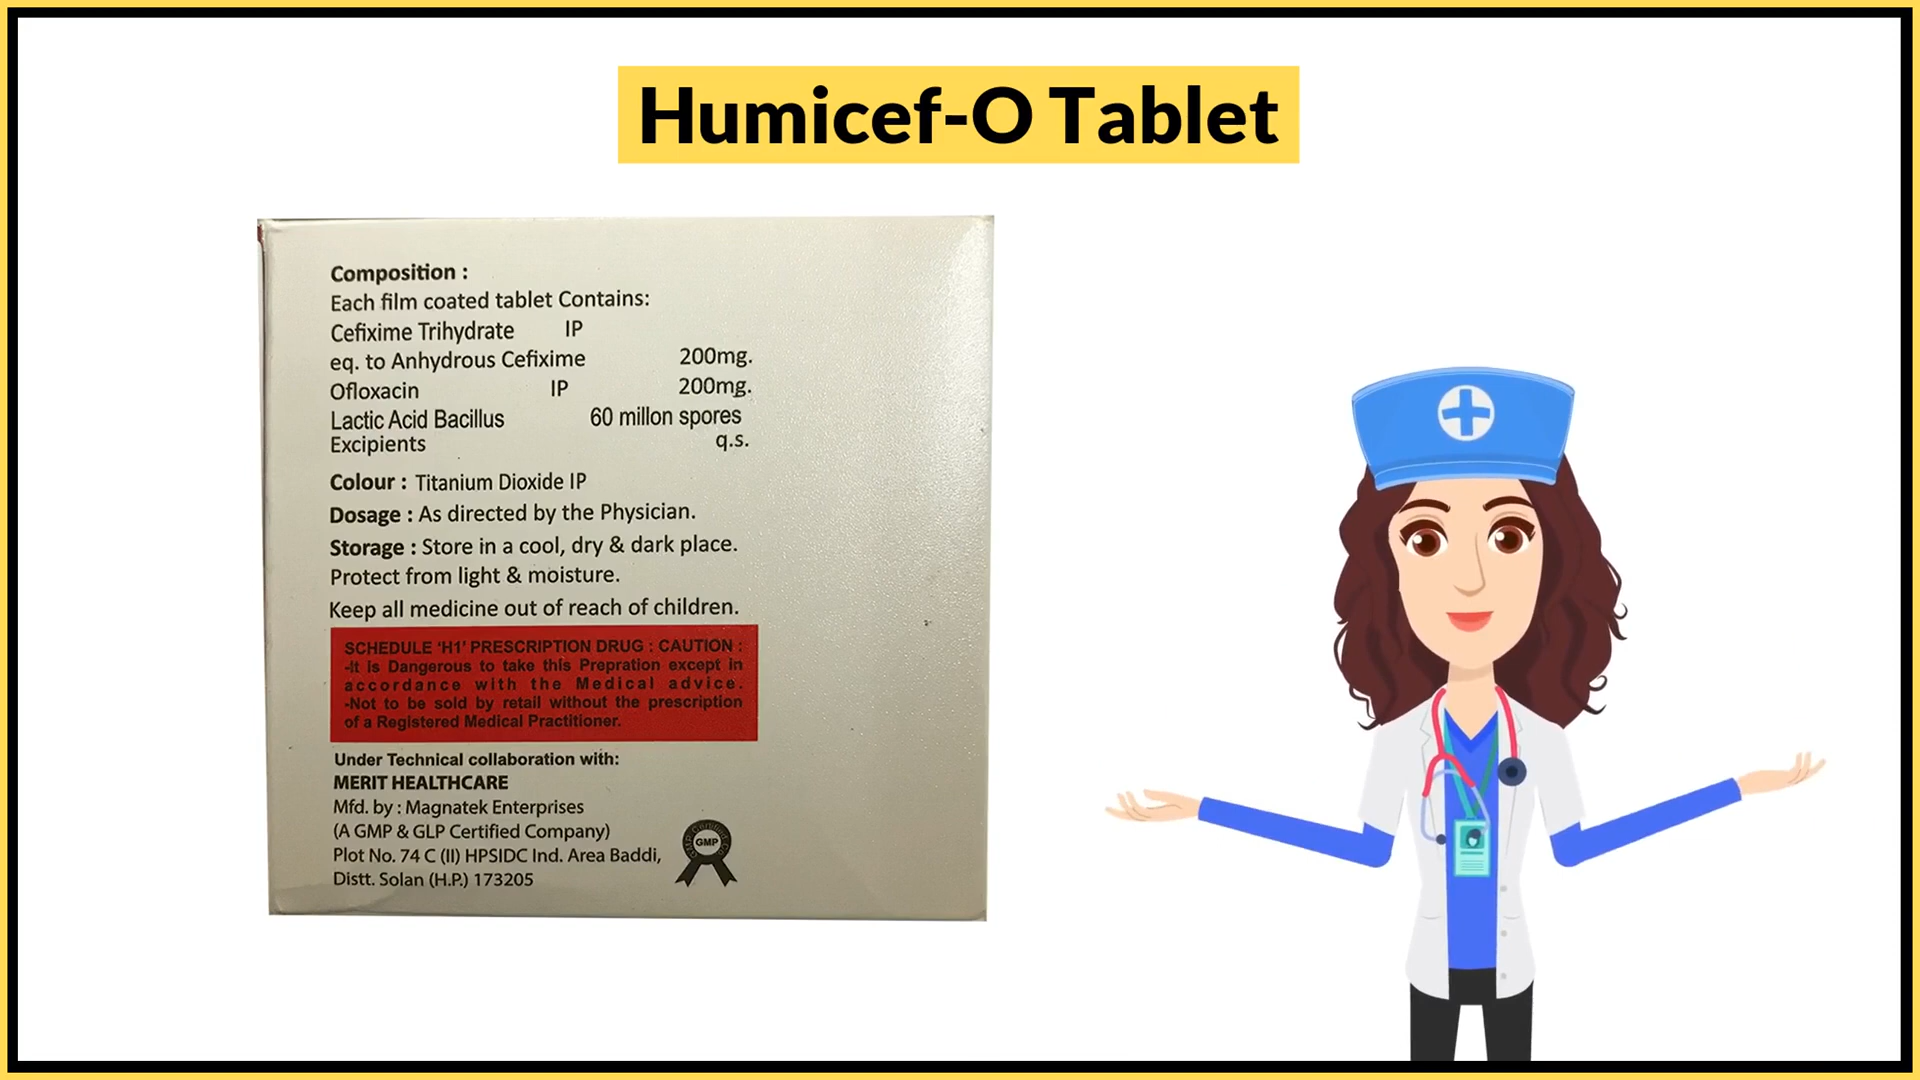 Humicef-O Tablet
Composition :
Each film coated tablet Contains:
Cefixime Trihydrate IP
eq. to Anhydrous Cefixime 200mg.
Ofloxacin IP 200mg.
Lactic Acid Bacillus 60 millon spores
Excipients q.s.
Colour : Titanium Dioxide IP
Dosage : As directed by the Physician.
Storage : Store in a cool, dry & dark place.
Protect from light & moisture.
Keep all medicine out of reach of children.
SCHEDULE 'H1' PRESCRIPTION DRUG : CAUTION :
-It is Dangerous to take this Prepration except in
accordance with the Medical advice.
-Not to be sold by retail without the prescription
of a Registered Medical Practitioner.
Under Technical collaboration with:
MERIT HEALTHCARE
Mfd. by : Magnatek Enterprises
(A GMP & GLP Certified Company)
Plot No. 74 C (II) HPSIDC Ind. Area Baddi,
Distt. Solan (H.P.) 173205
GMP